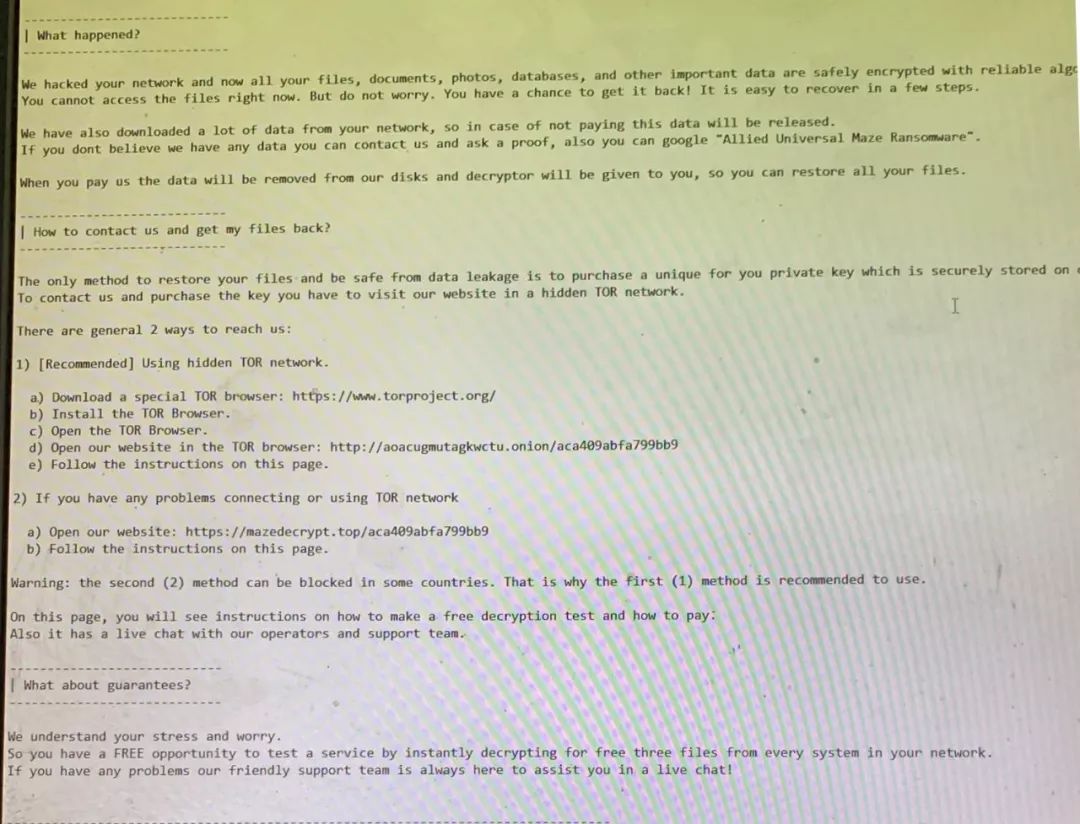 | What happened?
We hacked your network and now all your files, documents, photos, databases, and other important data are safely encrypted with reliable algo
You cannot access the files right now. But do not worry. You have a chance to get it back! It is easy to recover in a few steps.
We have also downloaded a lot of data from your network, so in case of not paying this data will be released.
If you dont believe we have any data you can contact us and ask a proof, also you can google "Allied Universal Maze Ransomware".
When you pay us the data will be removed from our disks and decryptor will be given to you, so you can restore all your files.
| How to contact us and get my files back?
The only method to restore your files and be safe from data leakage is to purchase a unique for you private key which is securely stored on
To contact us and purchase the key you have to visit our website in a hidden TOR network.
There are general 2 ways to reach us:
1) [Recommended] Using hidden TOR network.
a) Download a special TOR browser: https://www.torproject.org/
b) Install the TOR Browser.
c) Open the TOR Browser.
d) Open our website in the TOR browser: http://aoacugmutagkwctu.onion/aca409abfa799bb9
e) Follow the instructions on this page.
2) If you have any problems connecting or using TOR network
a) Open our website: https://mazedecrypt.top/aca409abfa799bb9
b) Follow the instructions on this page.
Warning: the second (2) method can be blocked in some countries. That is why the first (1) method is recommended to use.
On this page, you will see instructions on how to make a free decryption test and how to pay.
Also it has a live chat with our operators and support team.
| What about guarantees?
We understand your stress and worry.
So you have a FREE opportunity to test a service by instantly decrypting for free three files from every system in your network.
If you have any problems our friendly support team is always here to assist you in a live chat!